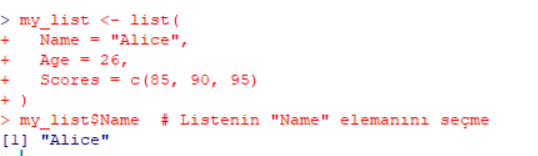 > my_list <- list(
+   Name = "Alice",
+   Age = 26,
+   Scores = c(85, 90, 95)
+ )
> my_list$Name  # Listenin "Name" elemanını seçme
[1] "Alice"